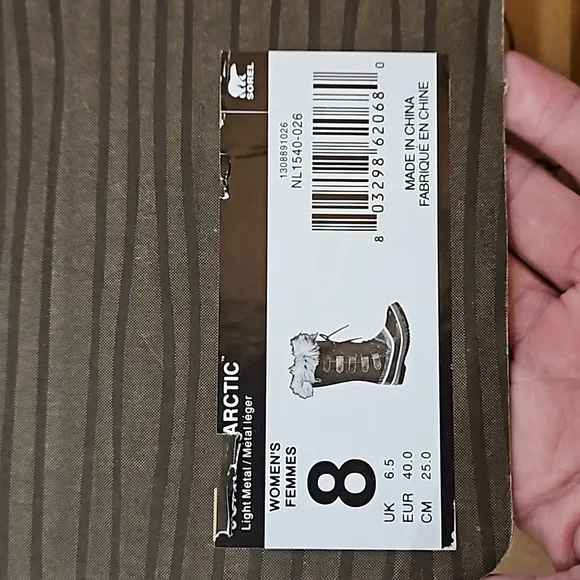 ARCTIC™
Light Metal / Métal léger
SOREL
WOMEN'S
FEMMES
8
UK 6.5
EUR 40.0
CM 25.0
1308891026
NL1540-026
8 03298 62068 0
MADE IN CHINA
FABRIQUÉ EN CHINE